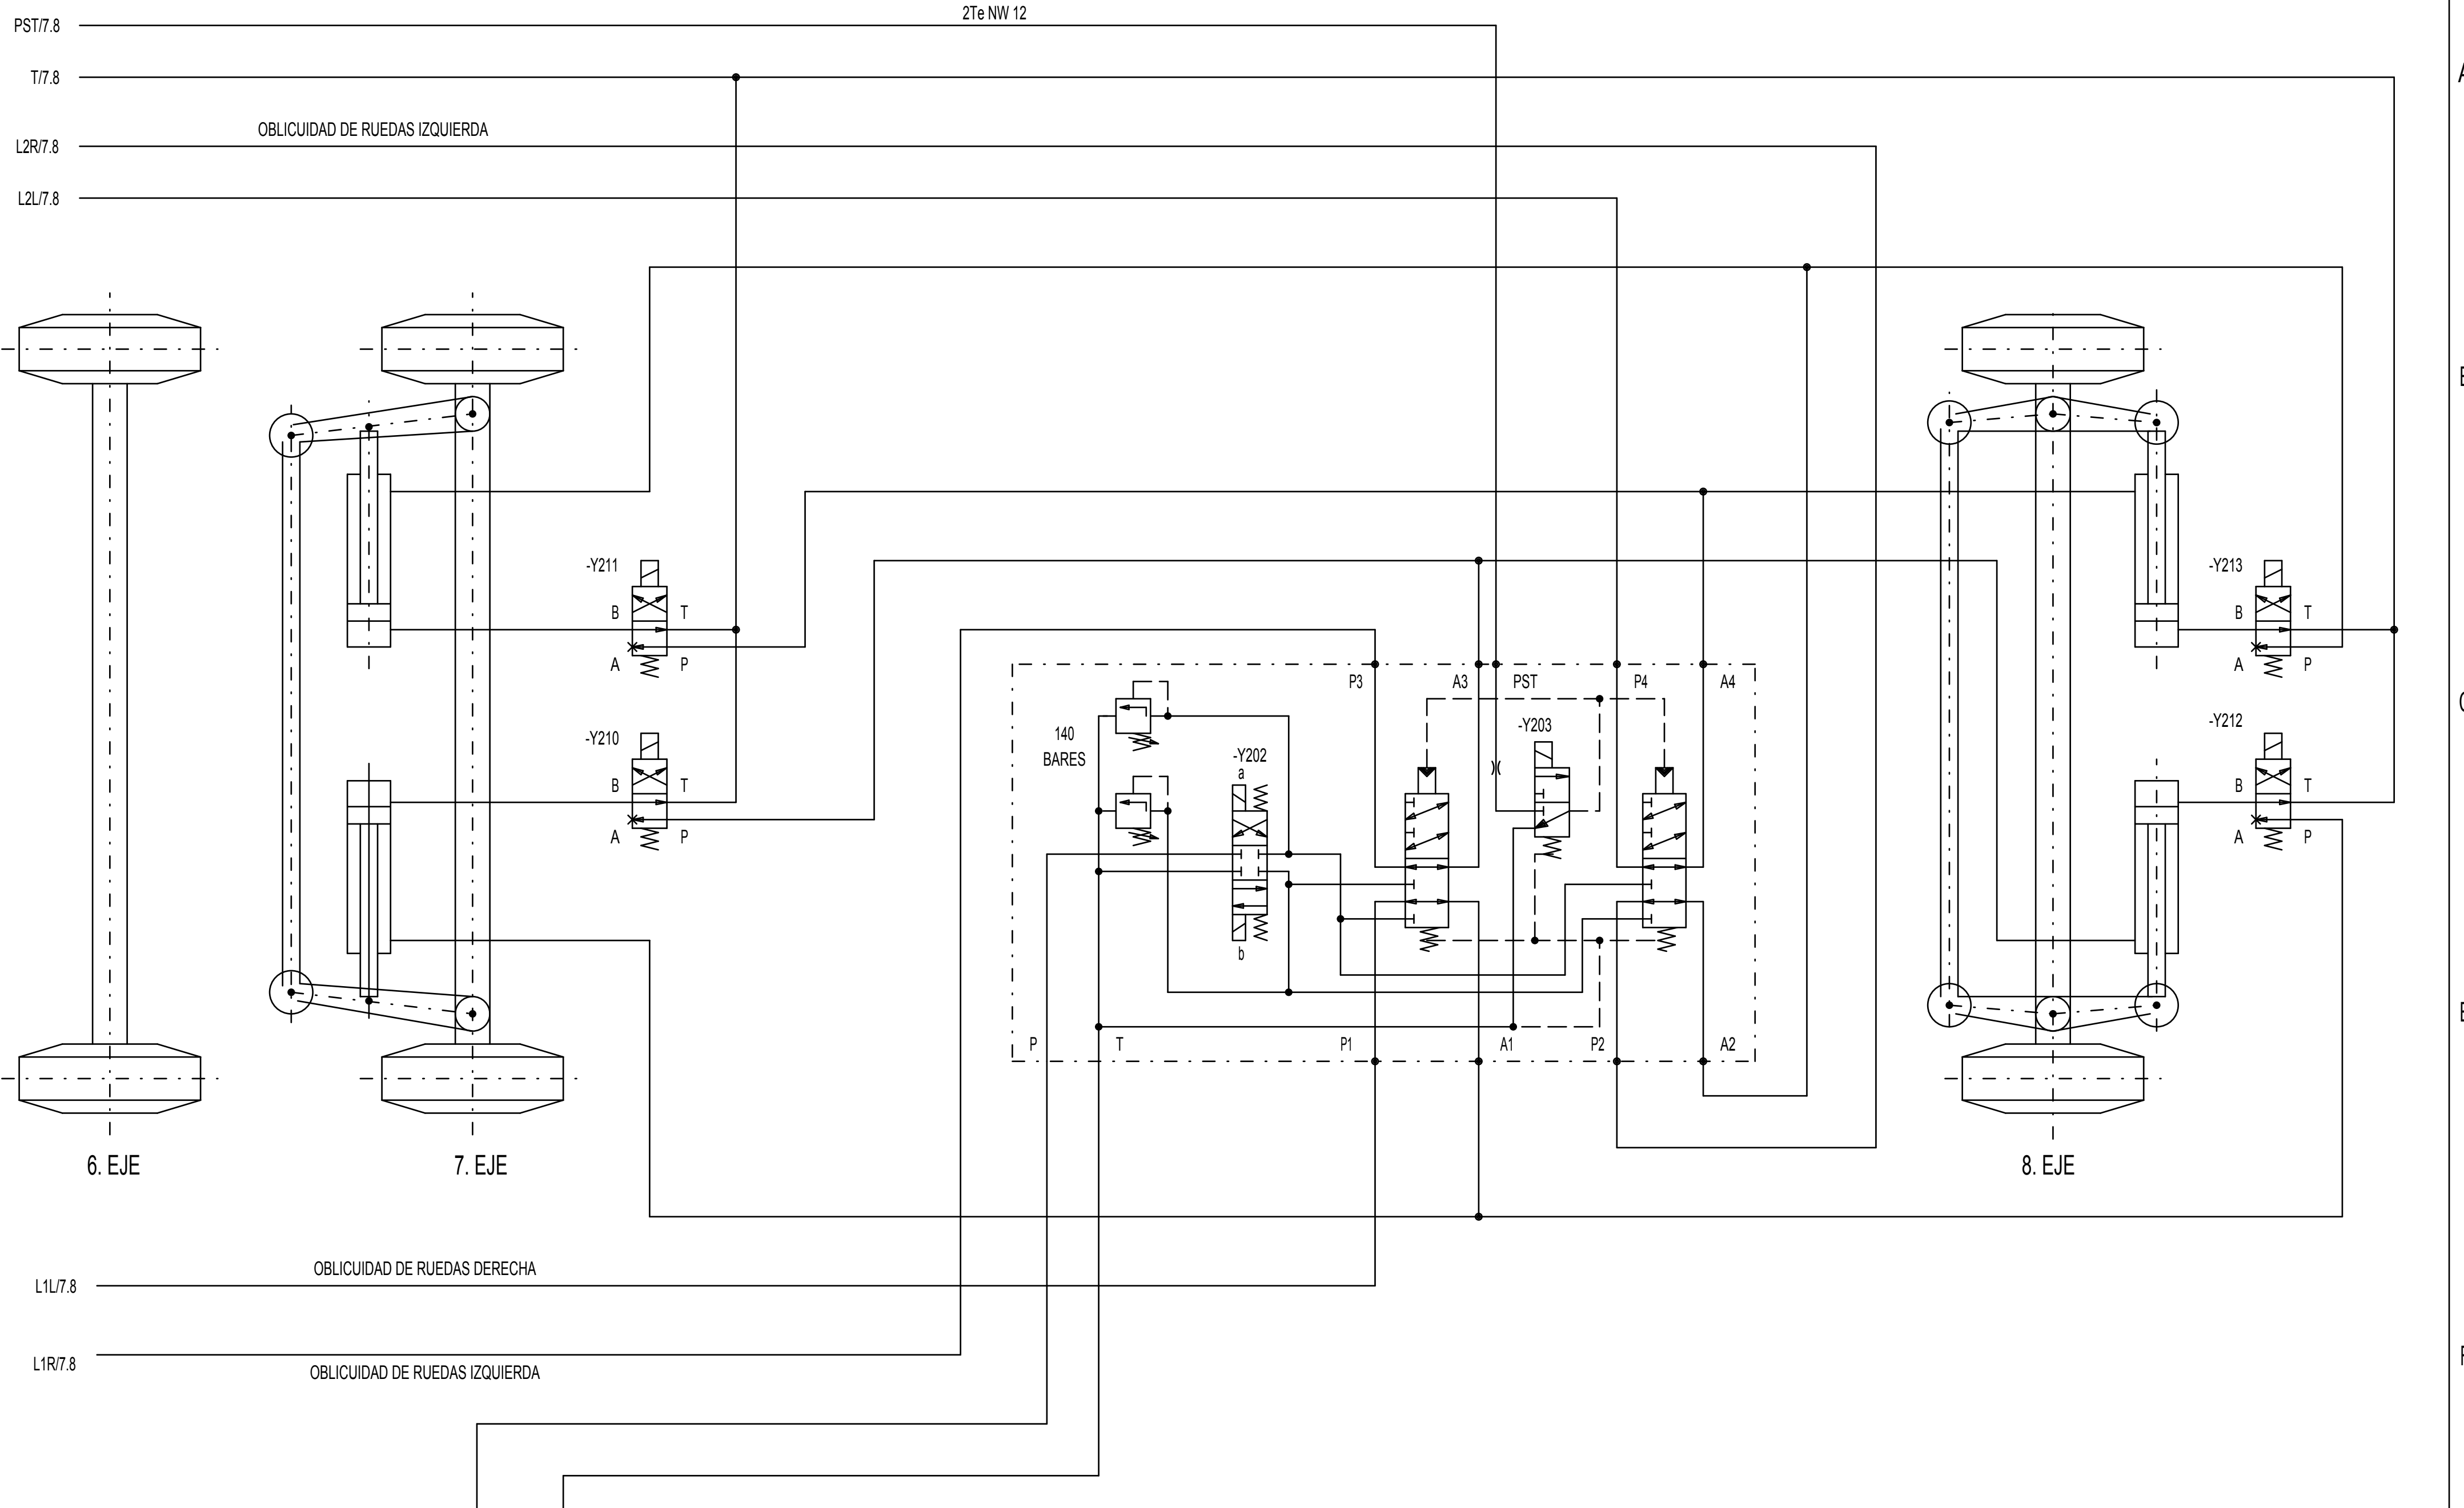 2Te NW 12
PST/7.8
T/7.8
A
OBLICUIDAD DE RUEDAS IZQUIERDA
L2R/7.8
L2L/7.8
-Y211
B T
A P
-Y213
B T
A P
P3 A3 PST P4 A4
-Y210
B T
A P
140
BARES
-Y202
a
b
-Y203
-Y212
B T
A P
P T P1 A1 P2 A2
6. EJE
7. EJE
8. EJE
OBLICUIDAD DE RUEDAS DERECHA
L1L/7.8
L1R/7.8
OBLICUIDAD DE RUEDAS IZQUIERDA